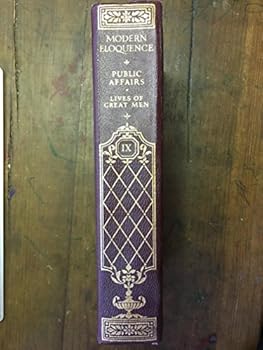 MODERN
ELOQUENCE
PUBLIC
AFFAIRS
LIVES OF
GREAT MEN
IX